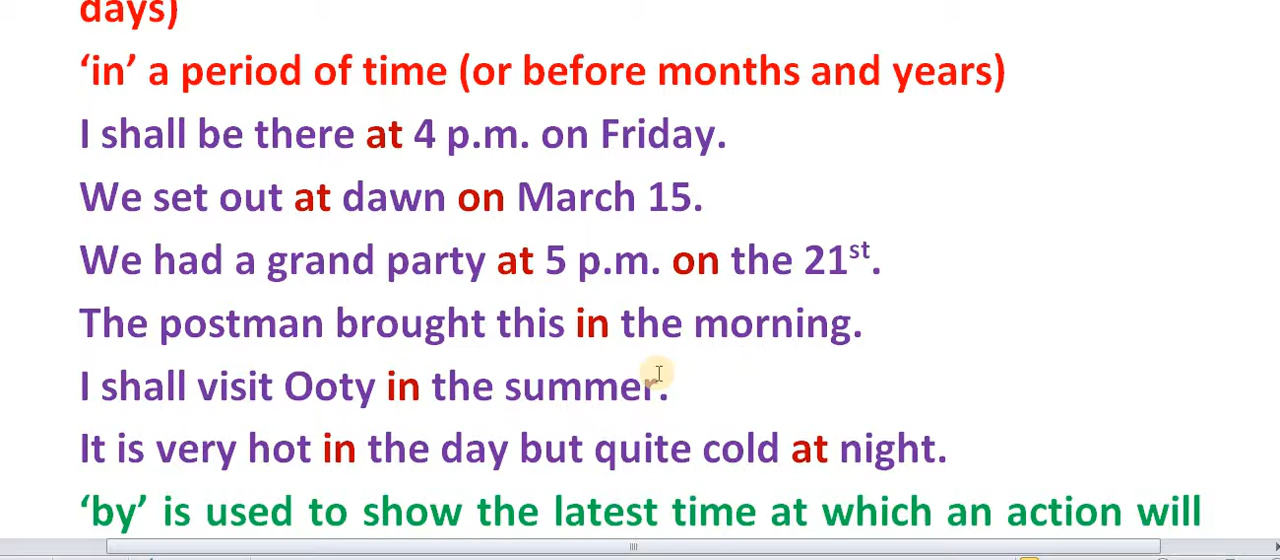 days)
‘in’ a period of time (or before months and years)
I shall be there at 4 p.m. on Friday.
We set out at dawn on March 15.
We had a grand party at 5 p.m. on the 21st.
The postman brought this in the morning.
I shall visit Ooty in the summer.
It is very hot in the day but quite cold at night.
‘by’ is used to show the latest time at which an action will